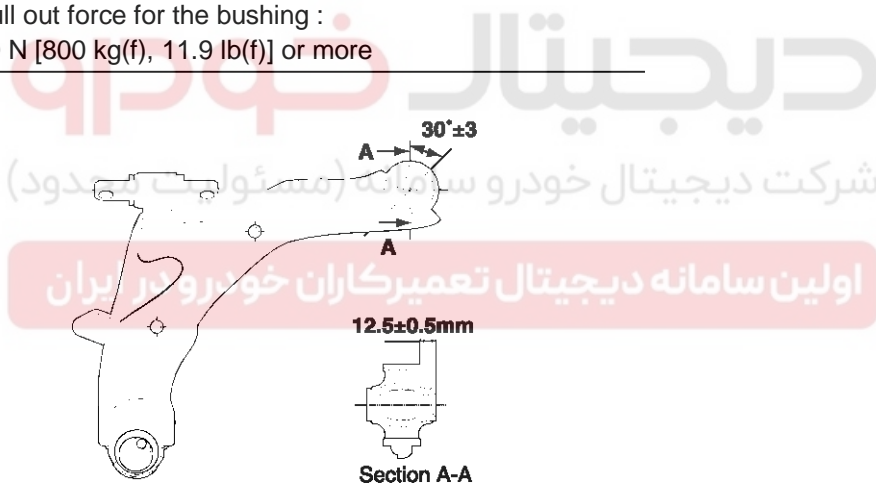 ull out force for the bushing :
N [800 kg(f), 11.9 lb(f)] or more
دیجیتال خودرو
شرکت دیجیتال خودرو سامانه (مسئولیت محدود)
اولین سامانه دیجیتال تعمیرکاران خودرو در ایران
30°±3
A
A
12.5±0.5mm
Section A-A